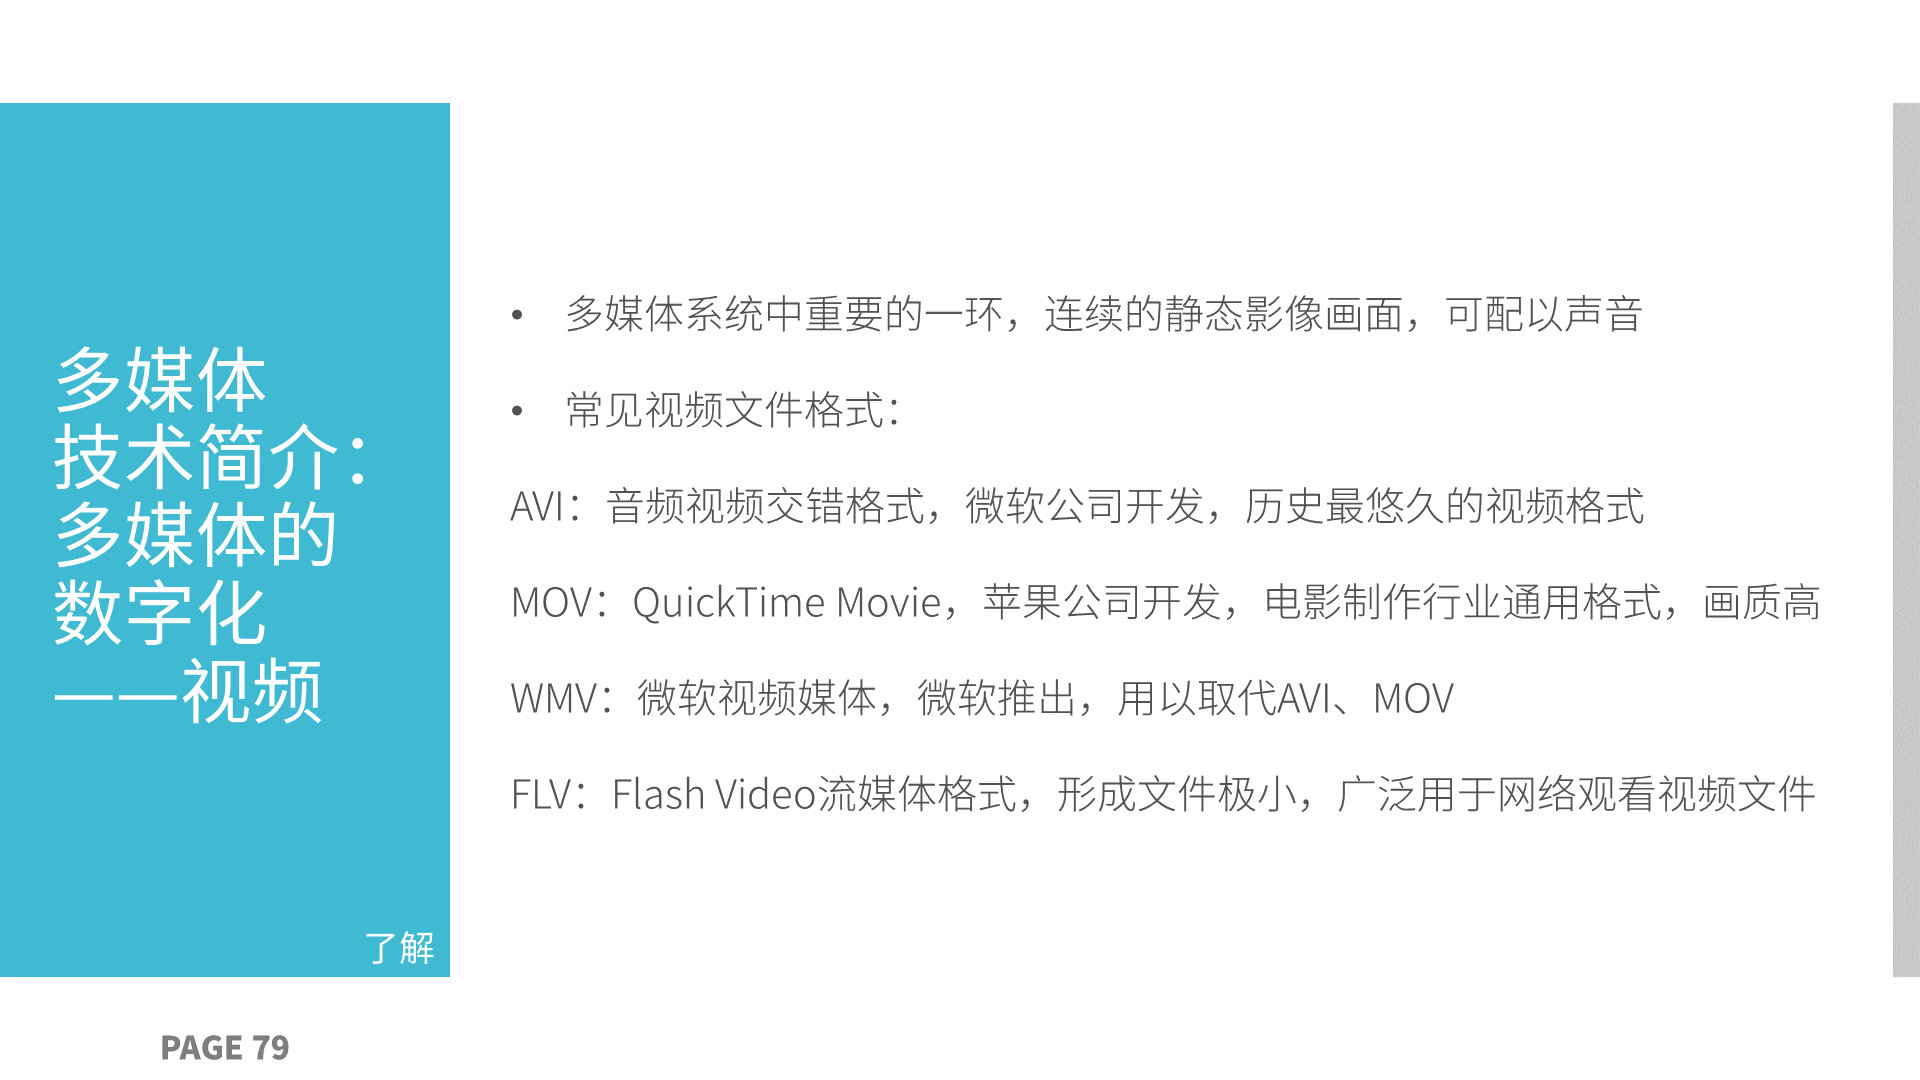 多媒体
技术简介：
多媒体的
数字化
——视频
了解
• 多媒体系统中重要的一环，连续的静态影像画面，可配以声音
• 常见视频文件格式：
AVI：音频视频交错格式，微软公司开发，历史最悠久的视频格式
MOV：QuickTime Movie，苹果公司开发，电影制作行业通用格式，画质高
WMV：微软视频媒体，微软推出，用以取代AVI、MOV
FLV：Flash Video流媒体格式，形成文件极小，广泛用于网络观看视频文件
PAGE 79